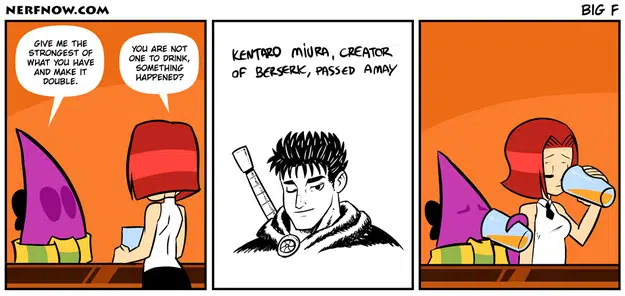 NERFNOW.COM
BIG F
GIVE ME THE
STRONGEST OF
WHAT YOU HAVE
AND MAKE IT
DOUBLE.
YOU ARE NOT
ONE TO DRINK,
SOMETHING
HAPPENED?
KENTARO MIURA, CREATOR
OF BERSERK, PASSED AWAY